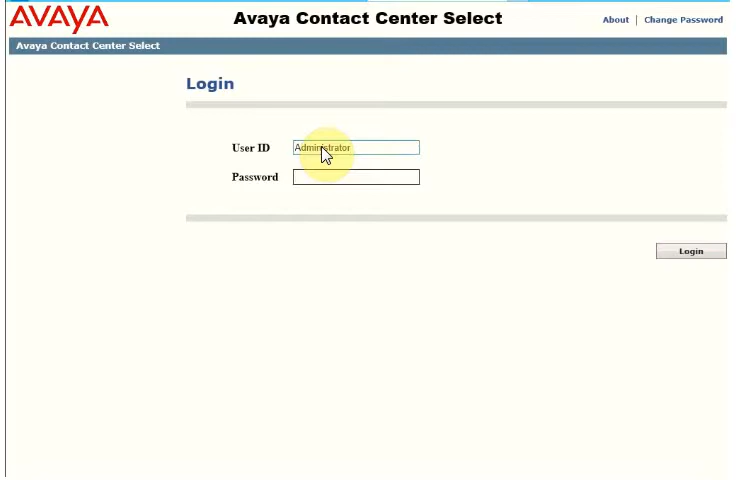 AVAYA
Avaya Contact Center Select
About | Change Password
Avaya Contact Center Select
Login
User ID Administrator
Password
Login